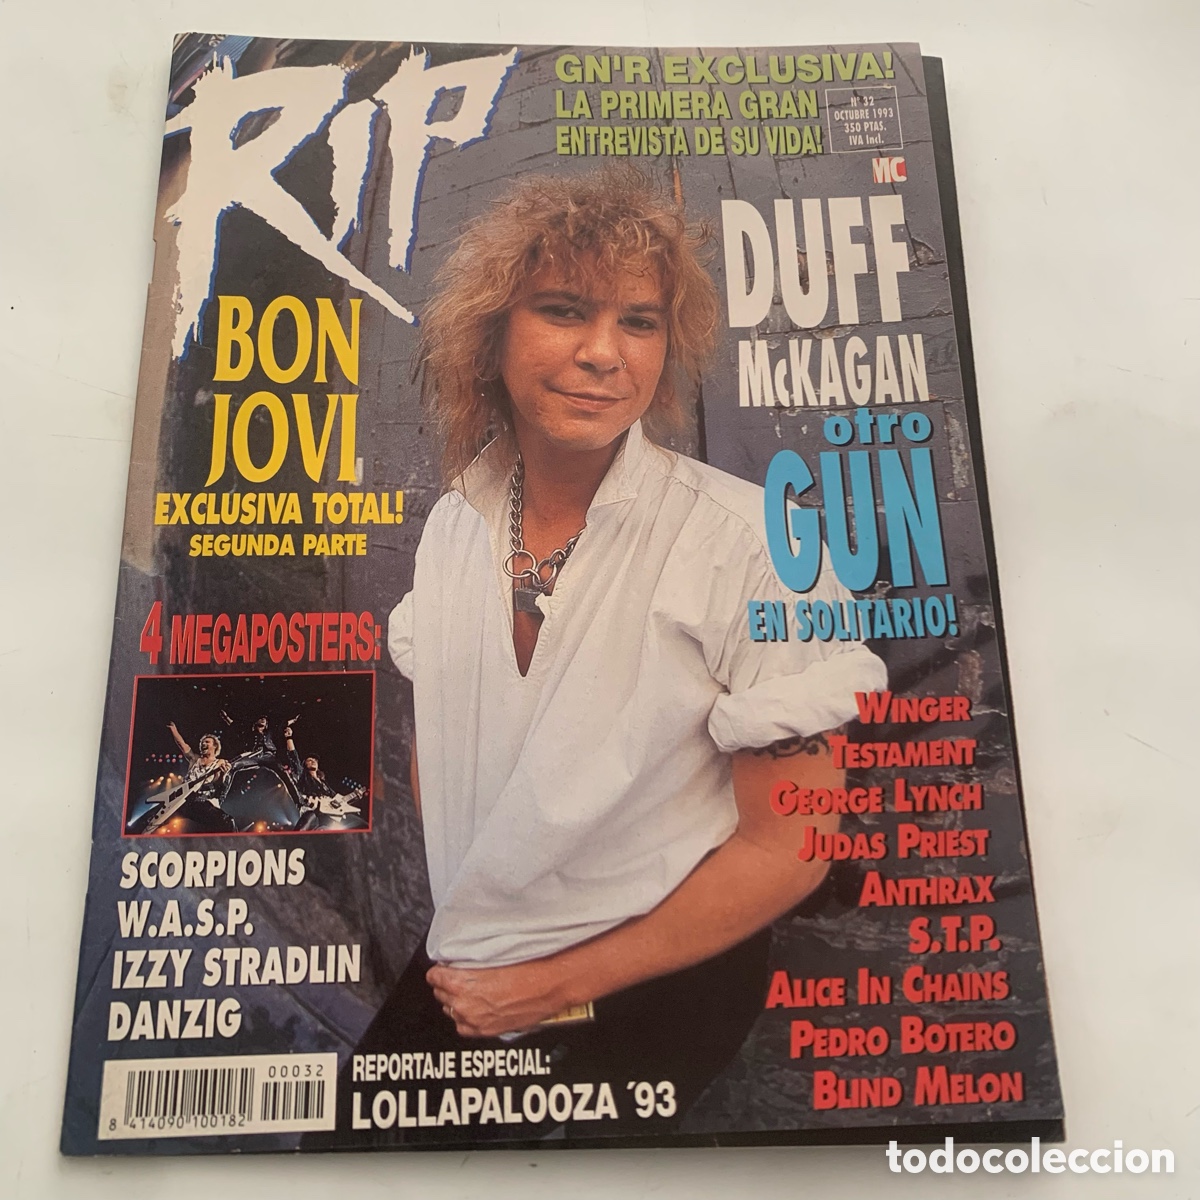 RIP
GN'R EXCLUSIVA!
LA PRIMERA GRAN
ENTREVISTA DE SU VIDA!
Nº 32
OCTUBRE 1993
350 PTAS.
IVA Incl.
MC
DUFF
McKAGAN
otro
GUN
EN SOLITARIO!
BON
JOVI
EXCLUSIVA TOTAL!
SEGUNDA PARTE
4 MEGAPOSTERS:
SCORPIONS
W.A.S.P.
IZZY STRADLIN
DANZIG
WINGER
TESTAMENT
GEORGE LYNCH
JUDAS PRIEST
ANTHRAX
S.T.P.
ALICE IN CHAINS
PEDRO BOTERO
BLIND MELON
REPORTAJE ESPECIAL:
LOLLAPALOOZA ´93
00032
8 414090 100182
todocoleccion